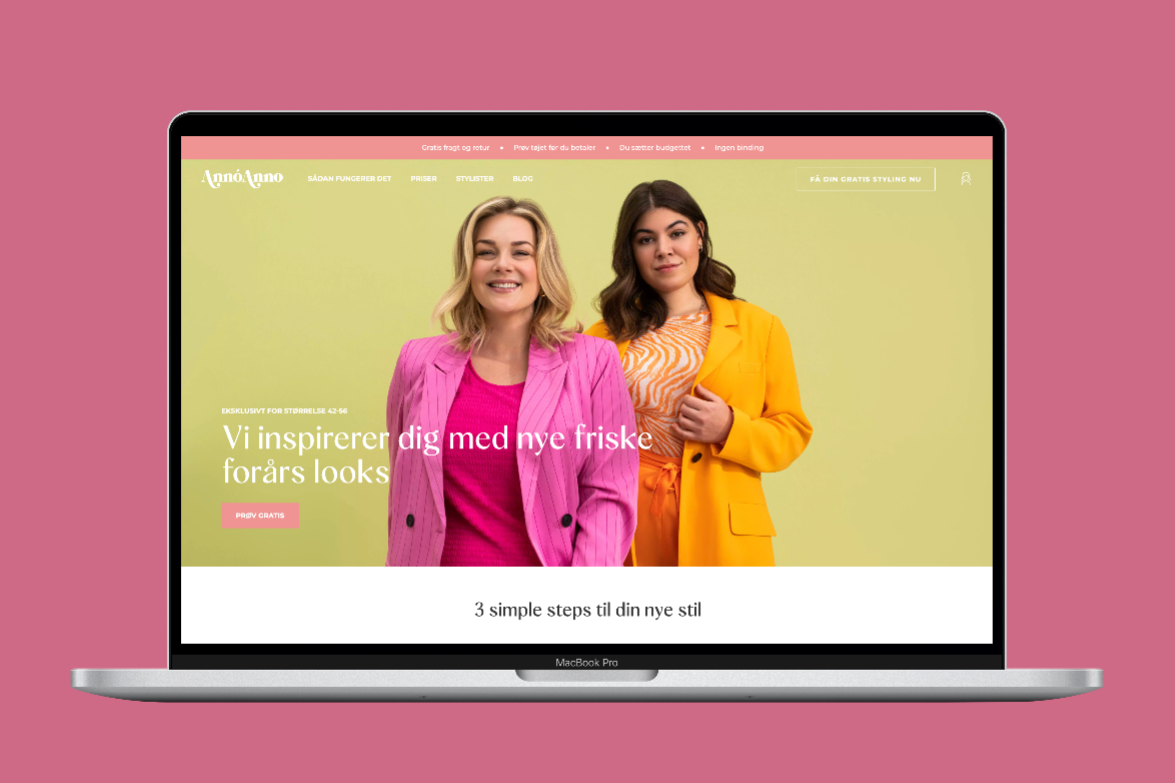 Gratis fragt og retur • Prøv tøjet før du betaler • Du sætter budgettet • Ingen binding
AnnóAnno SÅDAN FUNGERER DET PRISER STYLISTER BLOG FÅ DIN GRATIS STYLING NU
EKSKLUSIVT FOR STØRRELSE 42-56
Vi inspirerer dig med nye friske
forårs looks
PRØV GRATIS
3 simple steps til din nye stil
MacBook Pro